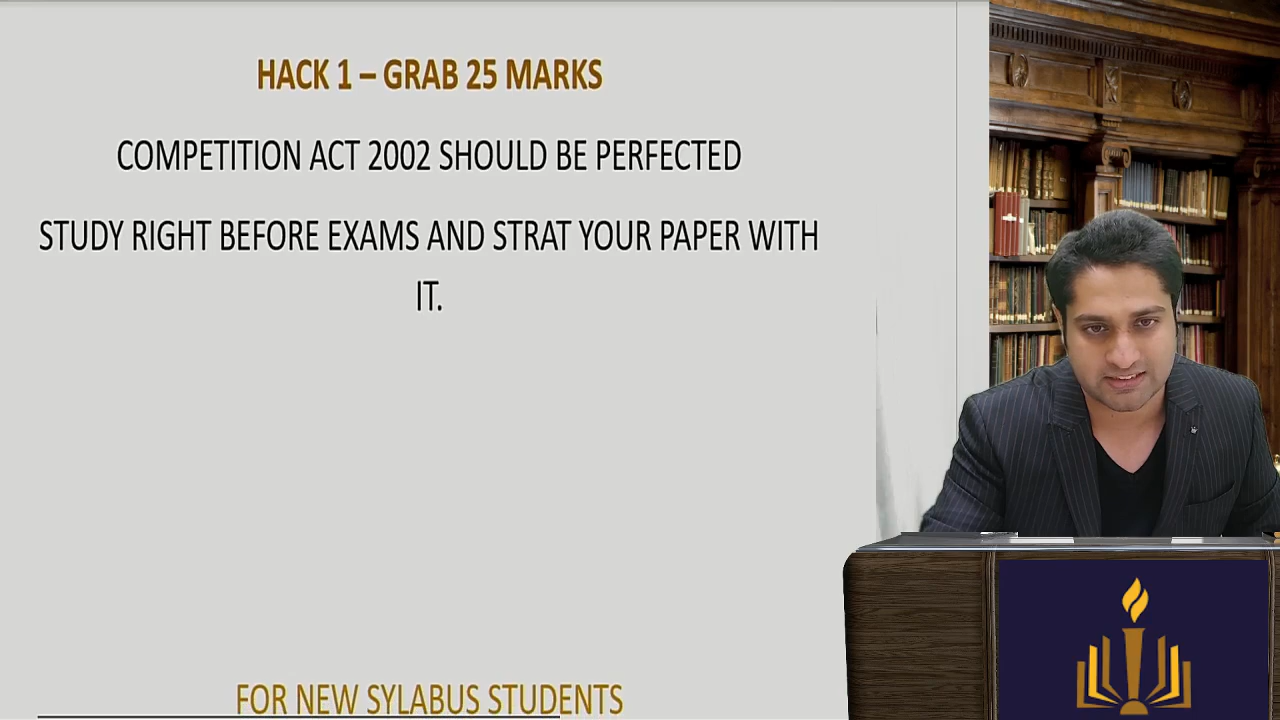 HACK 1 – GRAB 25 MARKS
COMPETITION ACT 2002 SHOULD BE PERFECTED
STUDY RIGHT BEFORE EXAMS AND STRAT YOUR PAPER WITH
IT.
FOR NEW SYLABUS STUDENTS